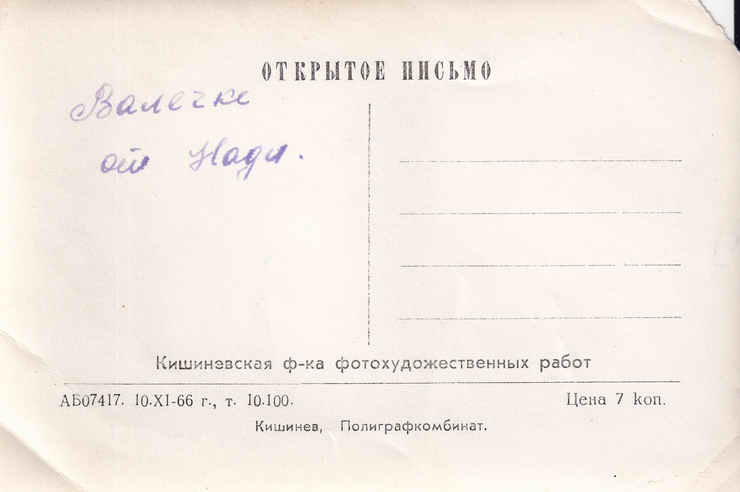 ОТКРЫТОЕ ПИСЬМО
Валечке
от Нади.
Кишиневская ф-ка фотохудожественных работ
АБ07417. 10-XI-66 г., т. 10.100.
Цена 7 коп.
Кишинев, Полиграфкомбинат.